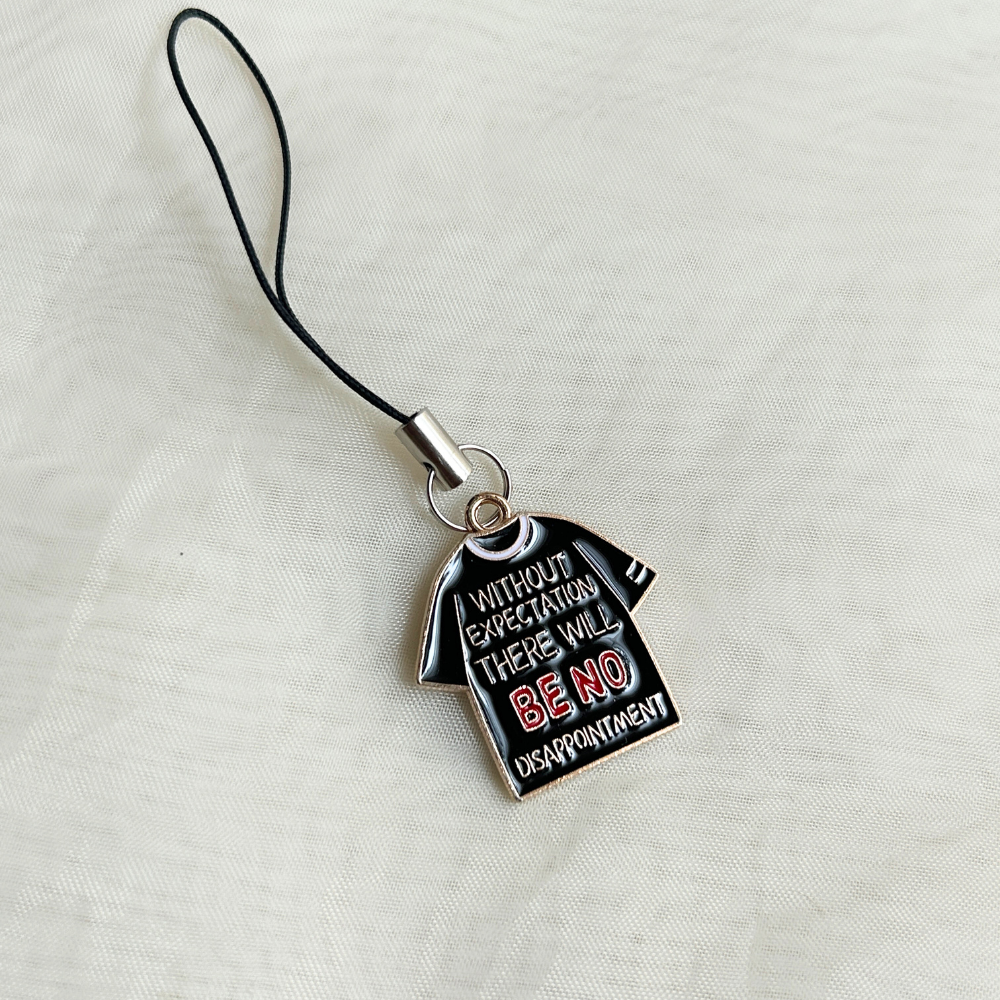 WITHOUT
EXPECTATION
THERE WILL
BE NO
DISAPPOINTMENT